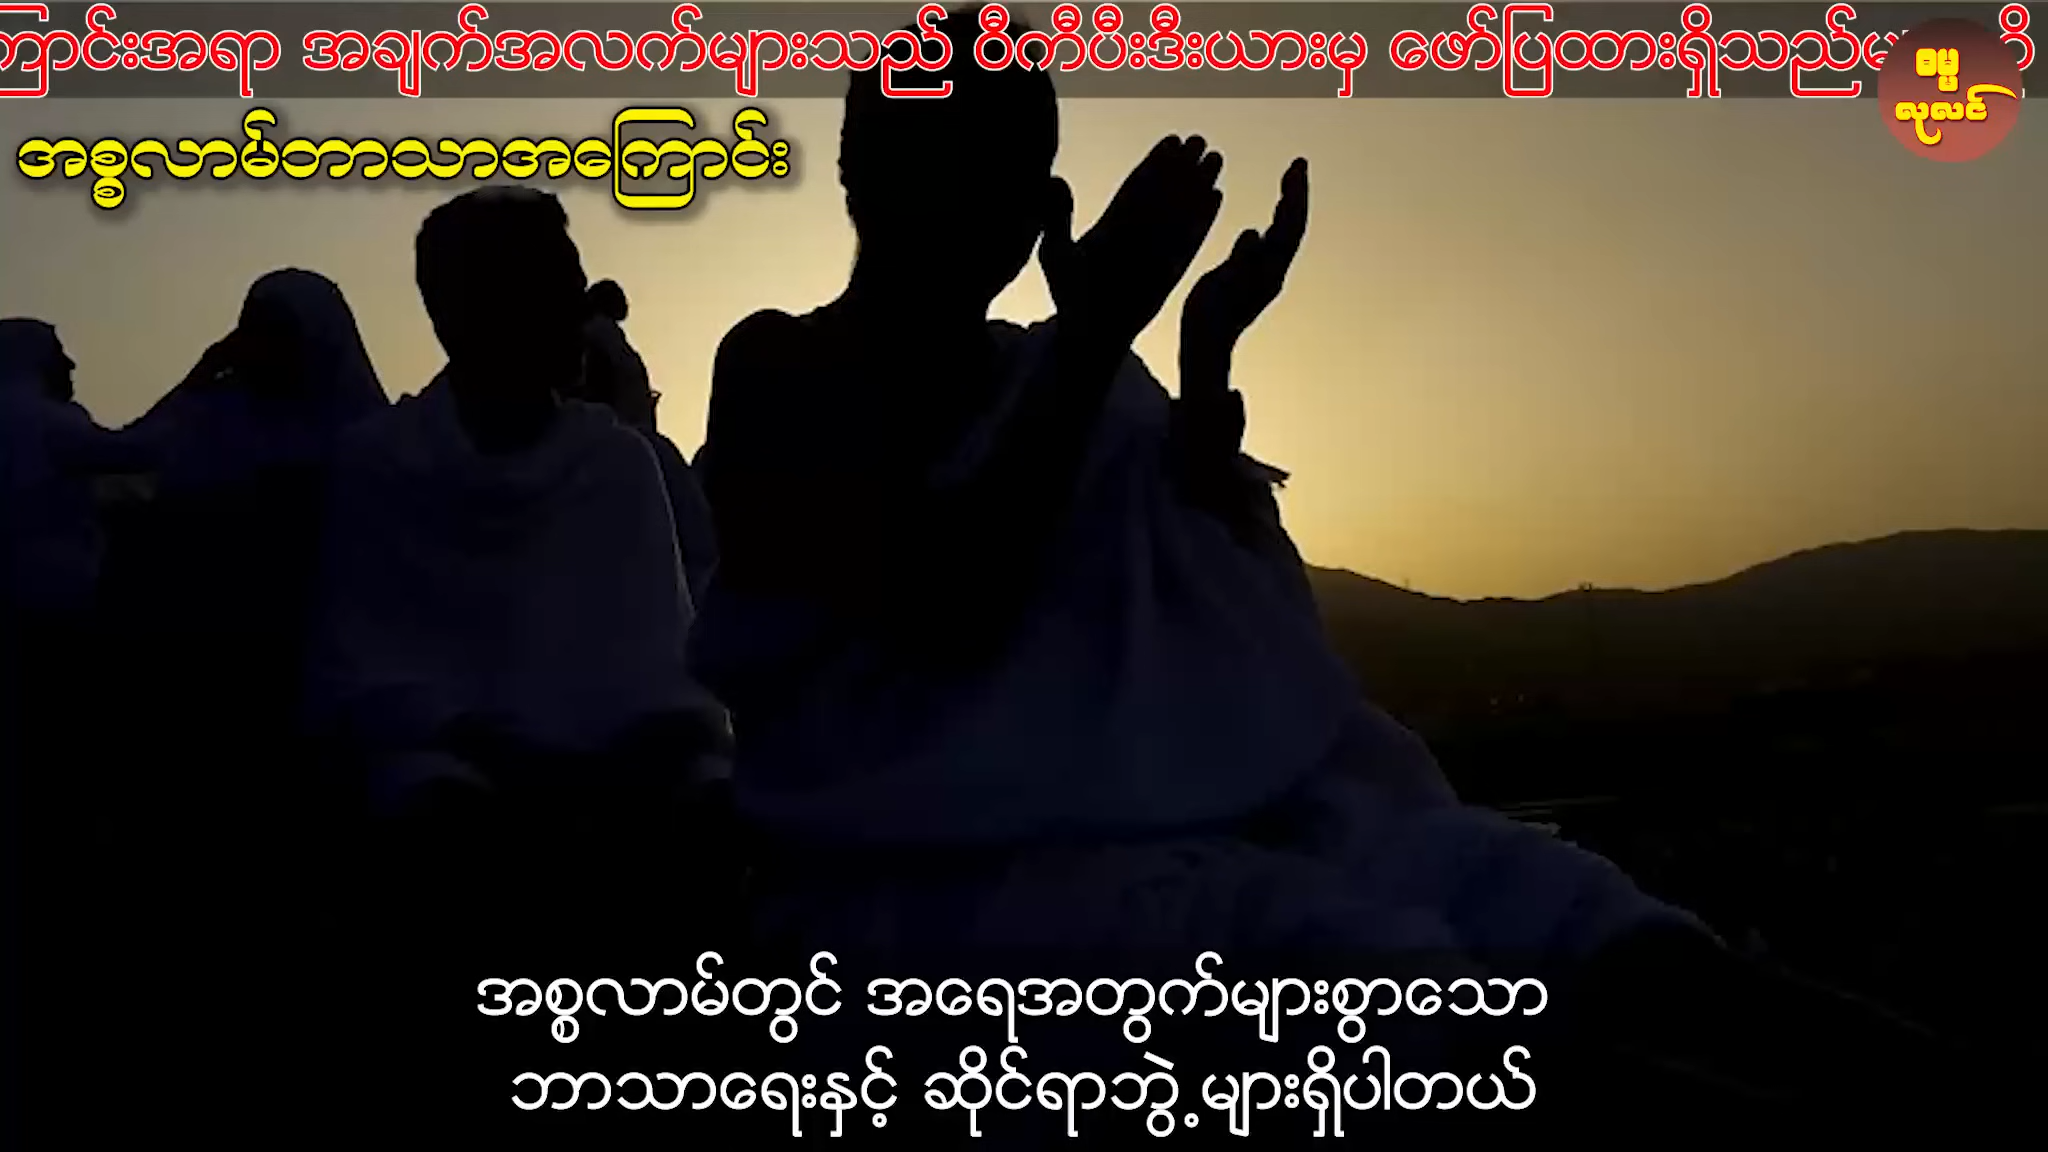 အကြောင်းအရာ အချက်အလက်များသည် ဝီကီပီးဒီးယားမှ ဖော်ပြထားရှိသည်
ဓမ္မ
လုလင်
အစ္စလာမ်ဘာသာအကြောင်း
အစ္စလာမ်တွင် အရေအတွက်များစွာသော
ဘာသာရေးနှင့် ဆိုင်ရာဘွဲ့များရှိပါတယ်